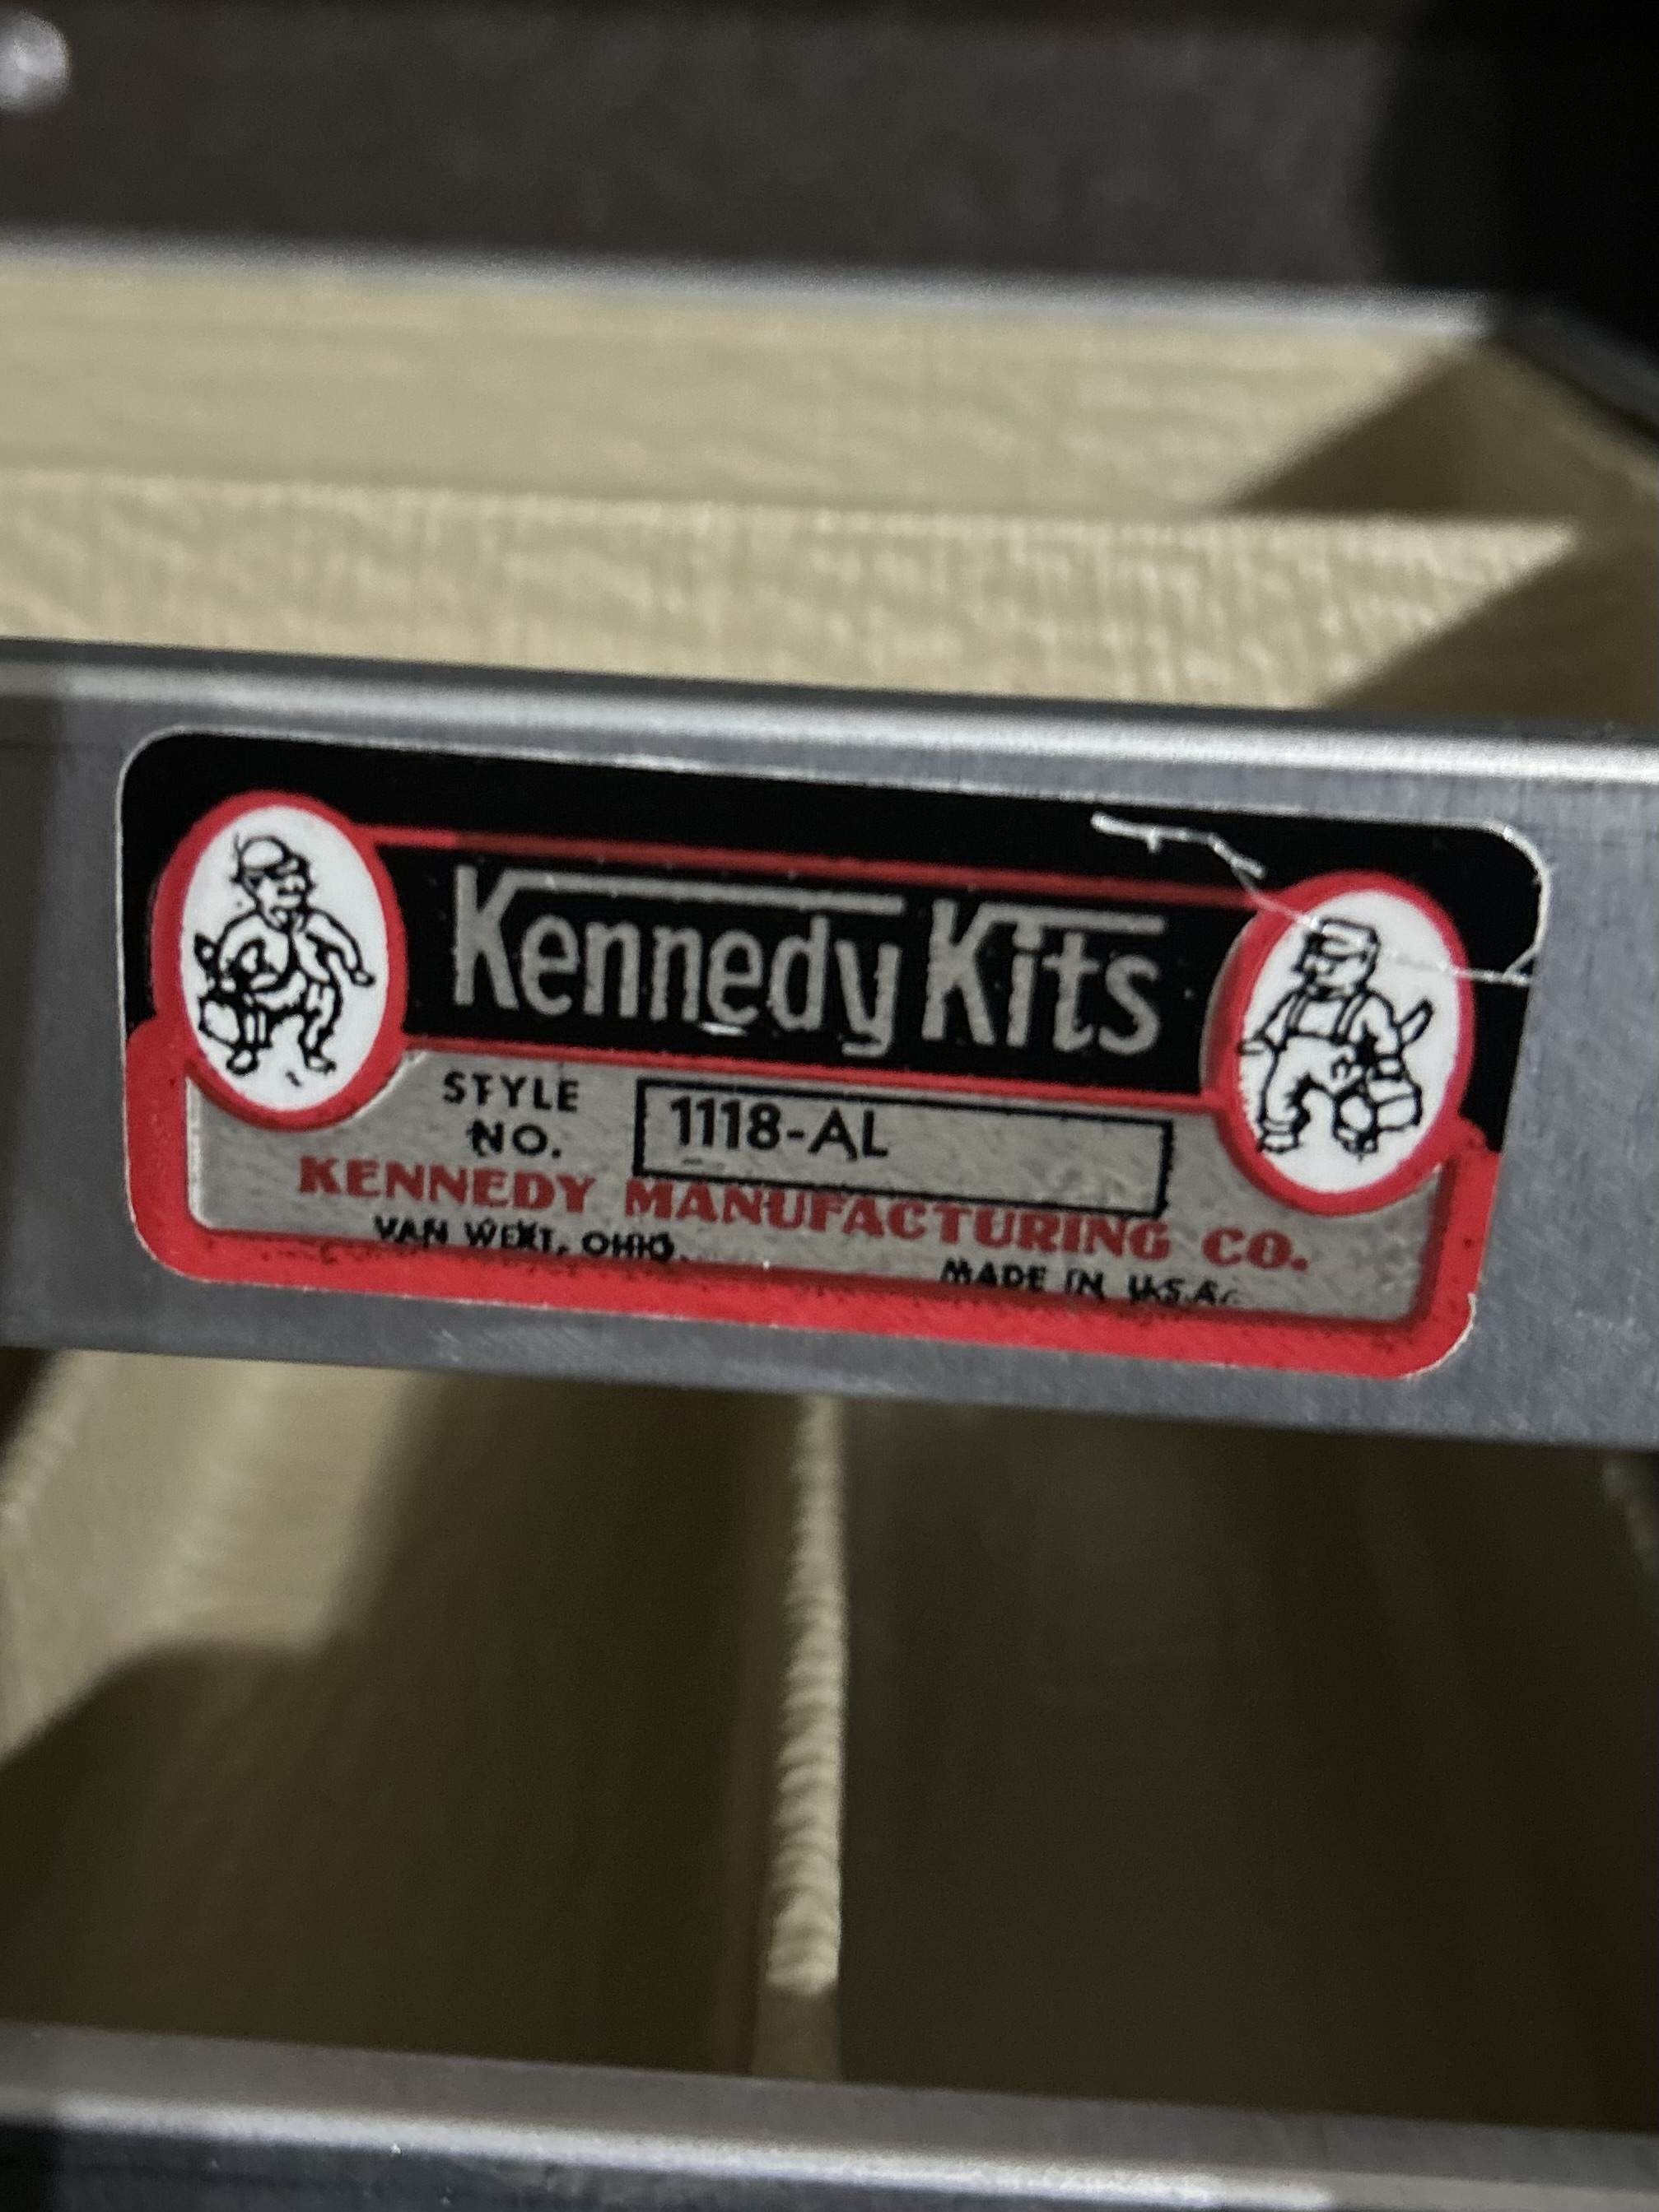 Kennedy Kits
STYLE
NO.
1118-AL
KENNEDY MANUFACTURING CO.
VAN WERT, OHIO.
MADE IN U.S.A.